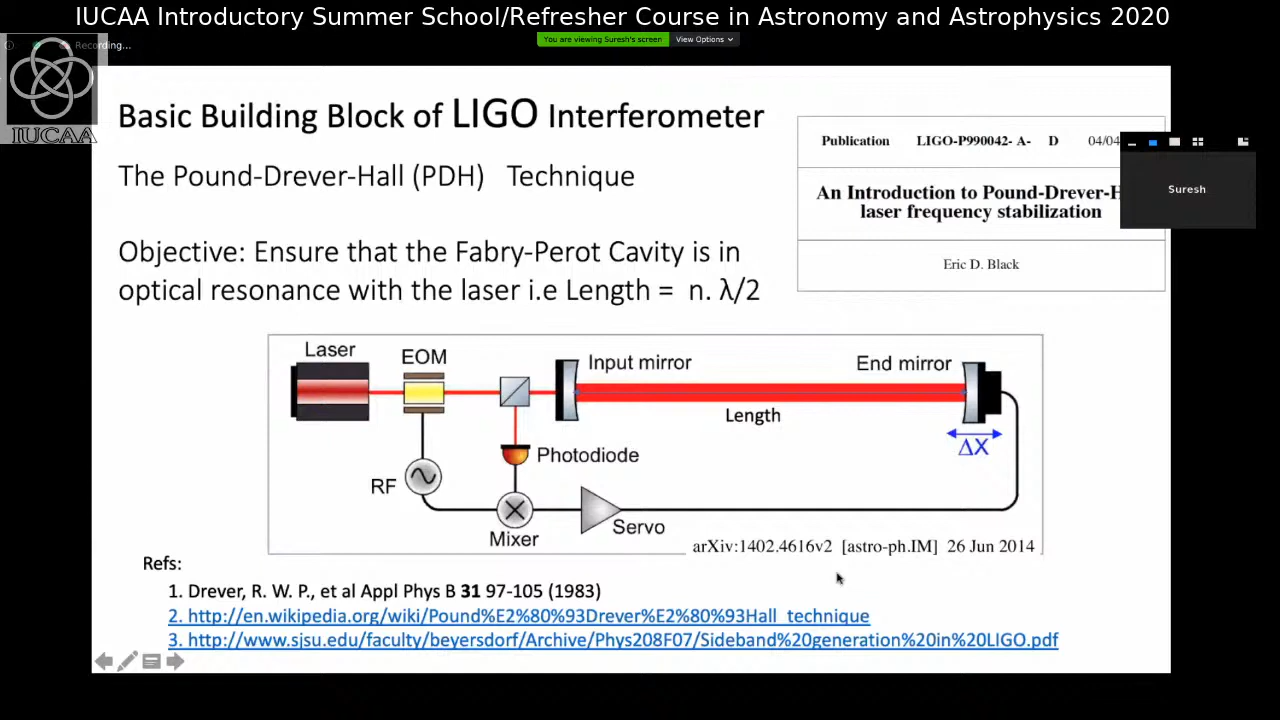 IUCAA Introductory Summer School/Refresher Course in Astronomy and Astrophysics 2020
Recording...
You are viewing Suresh's screen
View Options
IUCAA
Basic Building Block of LIGO Interferometer
The Pound-Drever-Hall (PDH) Technique
Objective: Ensure that the Fabry-Perot Cavity is in
optical resonance with the laser i.e Length = n. λ/2
Publication LIGO-P990042- A- D 04/04
An Introduction to Pound-Drever-H
laser frequency stabilization
Eric D. Black
Suresh
Laser
EOM
Input mirror
End mirror
Length
ΔX
Photodiode
RF
Mixer
Servo
arXiv:1402.4616v2 [astro-ph.IM] 26 Jun 2014
Refs:
1. Drever, R. W. P., et al Appl Phys B 31 97-105 (1983)
2. http://en.wikipedia.org/wiki/Pound%E2%80%93Drever%E2%80%93Hall_technique
3. http://www.sjsu.edu/faculty/beyersdorf/Archive/Phys208F07/Sideband%20generation%20in%20LIGO.pdf